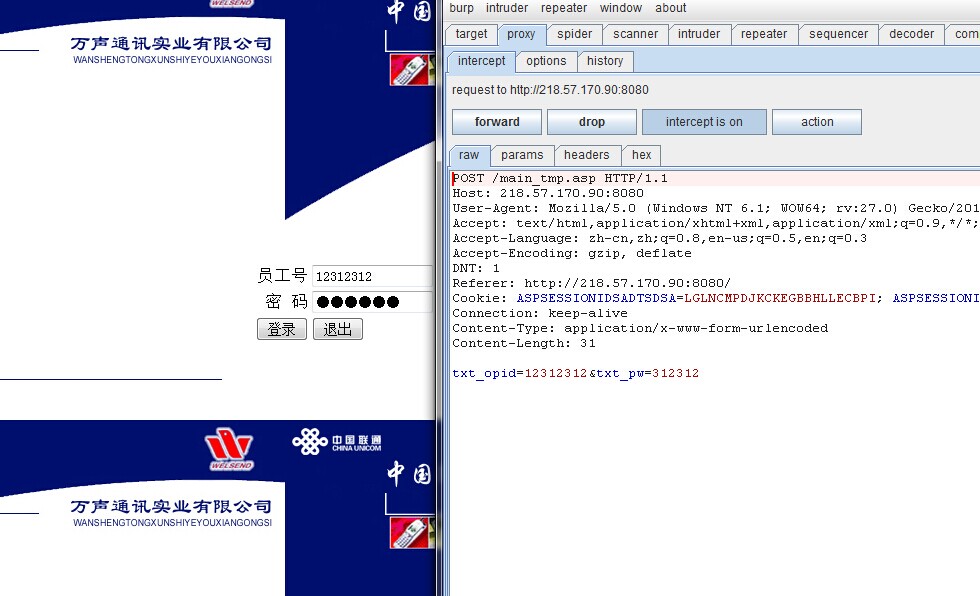 WELSEND
中国
万声通讯实业有限公司
WANSHENGTONGXUNSHIYEYOUXIANGONGSI
员工号 12312312
密 码 ●●●●●●
登录 退出
WELSEND
中国联通
CHINA UNICOM
中国
万声通讯实业有限公司
WANSHENGTONGXUNSHIYEYOUXIANGONGSI
burp intruder repeater window about
target proxy spider scanner intruder repeater sequencer decoder com
intercept options history
request to http://218.57.170.90:8080
forward drop intercept is on action
raw params headers hex
POST /main_tmp.asp HTTP/1.1
Host: 218.57.170.90:8080
User-Agent: Mozilla/5.0 (Windows NT 6.1; WOW64; rv:27.0) Gecko/201
Accept: text/html,application/xhtml+xml,application/xml;q=0.9,*/*;
Accept-Language: zh-cn,zh;q=0.8,en-us;q=0.5,en;q=0.3
Accept-Encoding: gzip, deflate
DNT: 1
Referer: http://218.57.170.90:8080/
Cookie: ASPSESSIONIDSADTSDSA=LGLNCMPDJKCKEGBBHLLECBPI; ASPSESSIONI
Connection: keep-alive
Content-Type: application/x-www-form-urlencoded
Content-Length: 31
txt_opid=12312312&txt_pw=312312